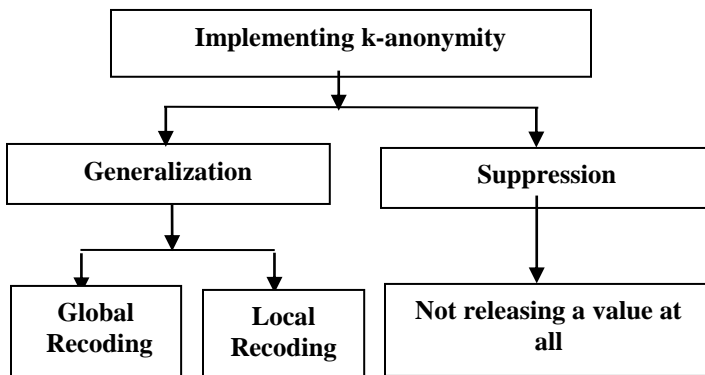 Implementing k-anonymity
Generalization
Suppression
Global
Recoding
Local
Recoding
Not releasing a value at
all